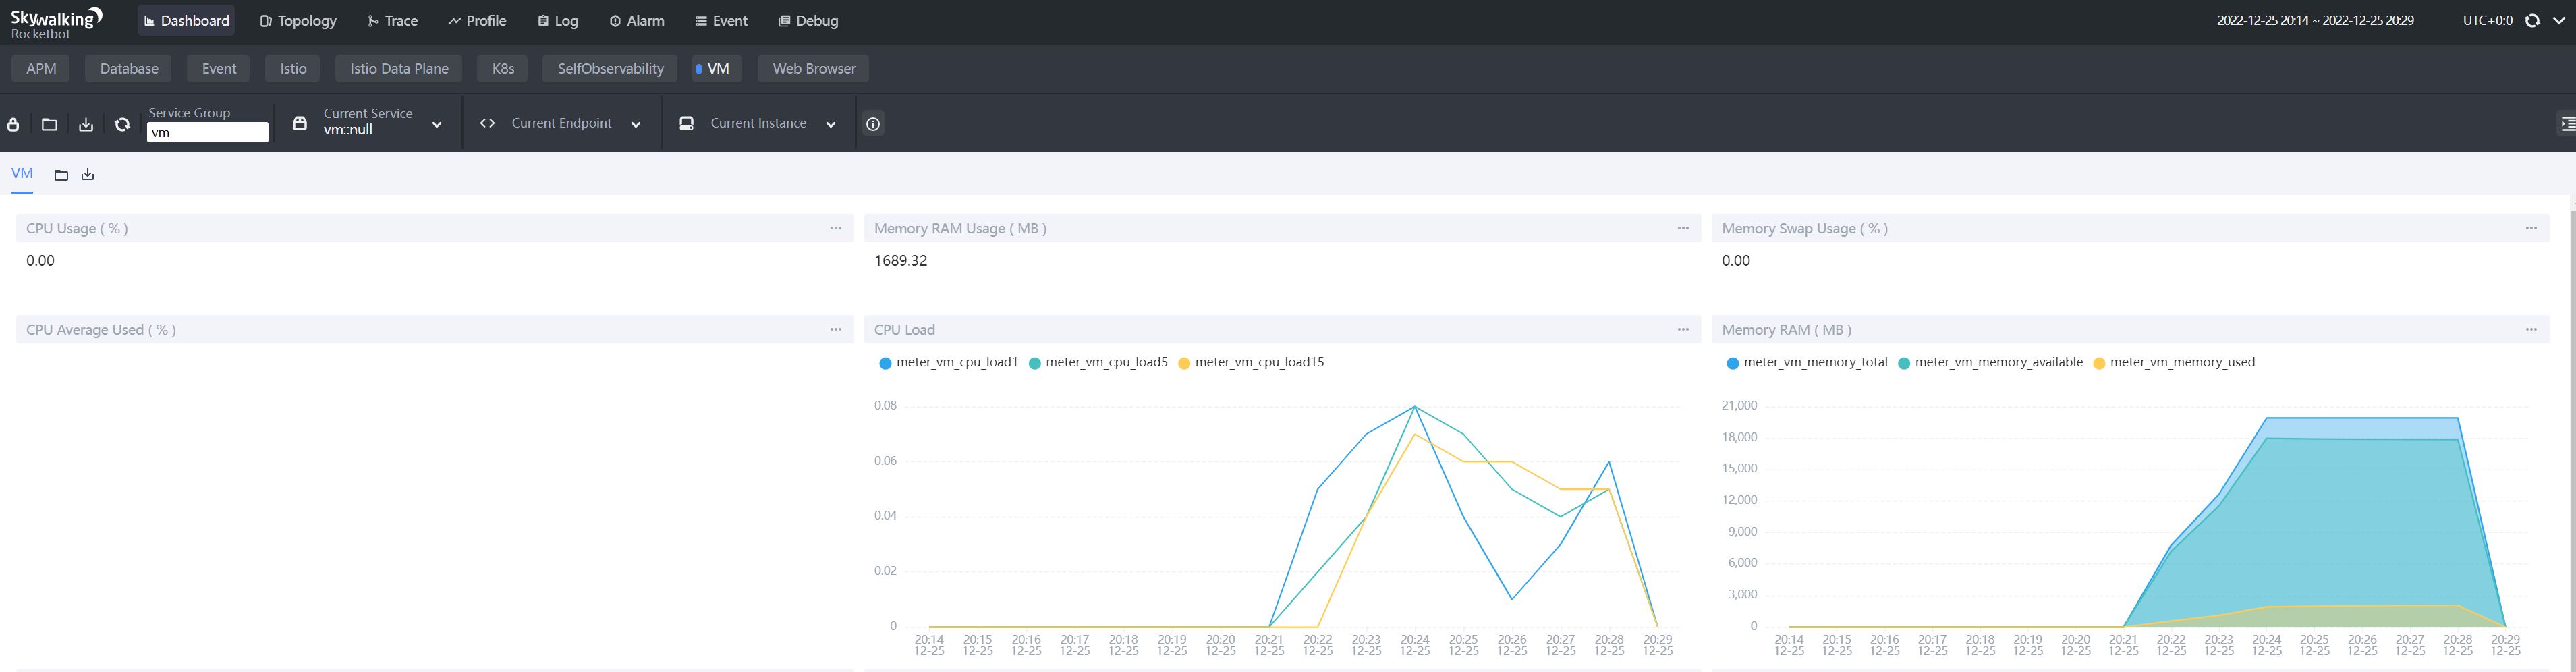 Skywalking
Rocketbot
Dashboard Topology Trace Profile Log Alarm Event Debug
2022-12-25 20:14 ~ 2022-12-25 20:29 UTC+0:0
APM Database Event Istio Istio Data Plane K8s SelfObservability VM Web Browser
Service Group
vm
Current Service
vm::null
Current Endpoint
Current Instance
VM
CPU Usage ( % )
0.00
Memory RAM Usage ( MB )
1689.32
Memory Swap Usage ( % )
0.00
CPU Average Used ( % )
CPU Load
meter_vm_cpu_load1 meter_vm_cpu_load5 meter_vm_cpu_load15
0.08
0.06
0.04
0.02
0
20:14 20:15 20:16 20:17 20:18 20:19 20:20 20:21 20:22 20:23 20:24 20:25 20:26 20:27 20:28 20:29
12-25 12-25 12-25 12-25 12-25 12-25 12-25 12-25 12-25 12-25 12-25 12-25 12-25 12-25 12-25 12-25
Memory RAM ( MB )
meter_vm_memory_total meter_vm_memory_available meter_vm_memory_used
21,000
18,000
15,000
12,000
9,000
6,000
3,000
0
20:14 20:15 20:16 20:17 20:18 20:19 20:20 20:21 20:22 20:23 20:24 20:25 20:26 20:27 20:28 20:29
12-25 12-25 12-25 12-25 12-25 12-25 12-25 12-25 12-25 12-25 12-25 12-25 12-25 12-25 12-25 12-25